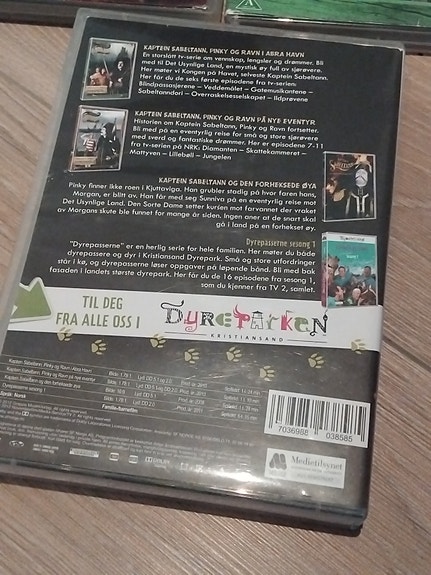 KAPTEIN SABELTANN, PINKY OG RAVN I ABRA HAVN
En storslått tv-serie om vennskap, lengsler og drømmer. Bli
med til Det Usynlige Land, en mystisk øy full av sjørøvere.
Her møter vi Kongen på Havet, selveste Kaptein Sabeltann.
Her får du de seks første episodene fra tv-serien:
Blindpassasjerene – Veddemålet – Gatemusikantene –
Sabeltanndori – Overraskelsesselskapet – Ildprøvene
KAPTEIN SABELTANN, PINKY OG RAVN PÅ NYE EVENTYR
Historien om Kaptein Sabeltann, Pinky og Ravn fortsetter.
Bli med på en eventyrlig reise for små og store sjørøvere
med sverd og fantastiske drømmer. Her er episodene 7-11
fra tv-serien på NRK: Diamanten – Skattekammeret –
Mattyven – Lillebøll – Jungelen
KAPTEIN SABELTANN OG DEN FORHEKSEDE ØYA
Pinky finner ikke roen i Kjuttaviga. Han grubler stadig på hvor faren hans,
Morgan, er blitt av. Han får med seg Sunniva på en eventyrlig reise mot
Det Usynlige Land. Den Sorte Dame setter kursen mot farvannet der vraket
av Morgans skute ble funnet for mange år siden. Ingen aner at de snart skal
gå i land på en forhekset øy.
Dyrepasserne sesong 1
"Dyrepasserne" er en herlig serie for hele familien. Her møter du både
dyrepassere og dyr i Kristiansand Dyrepark. Små og store utfordringer
står i kø, og dyrepasserne løser oppgaver på løpende bånd. Bli med bak
fasaden i landets største dyrepark. Her får du de 16 episodene fra sesong 1,
som du kjenner fra TV 2, samlet.
TIL DEG
FRA ALLE OSS I
DYREPARKEN
KRISTIANSAND
Kaptein Sabeltann, Pinky og Ravn i Abra Havn
Kaptein Sabeltann, Pinky og Ravn på nye eventyr
Kaptein Sabeltann og den forheksede øya
Dyrepasserne sesong 1
Språk: Norsk
Familie/barnefilm
7036968 038585
Medietilsynet